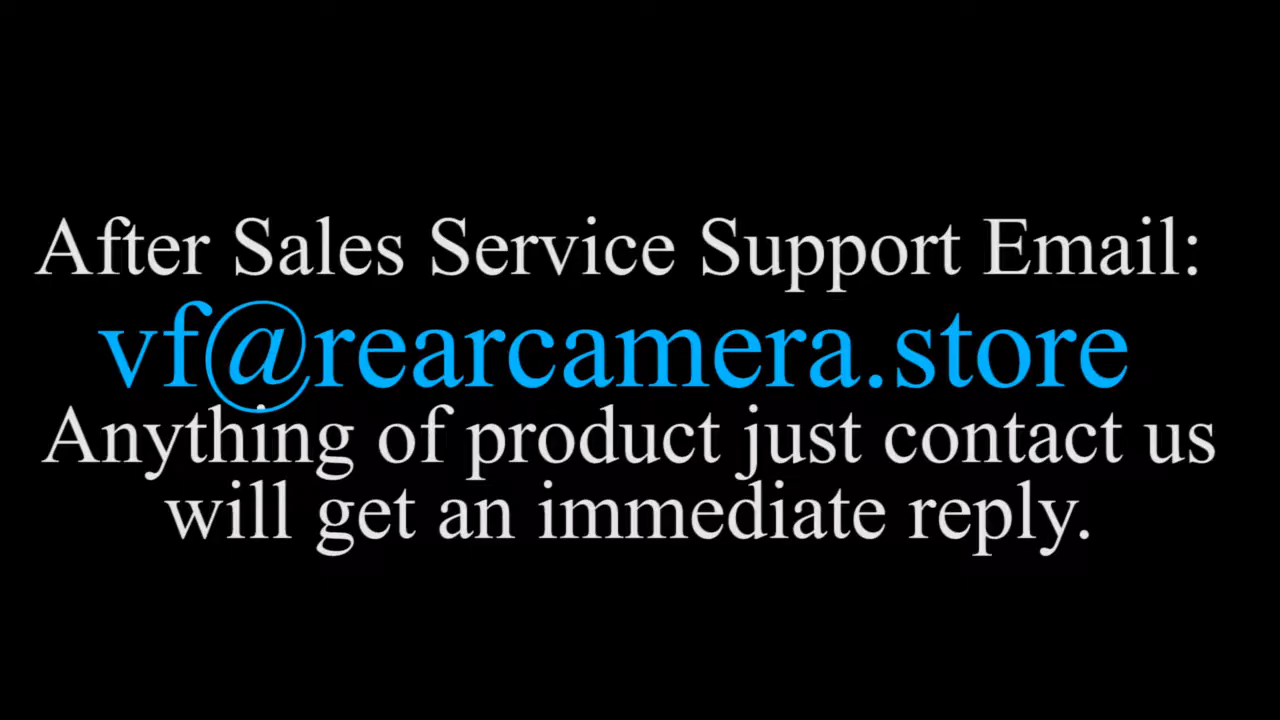 After Sales Service Support Email:
vf@rearcamera.store
Anything of product just contact us
will get an immediate reply.